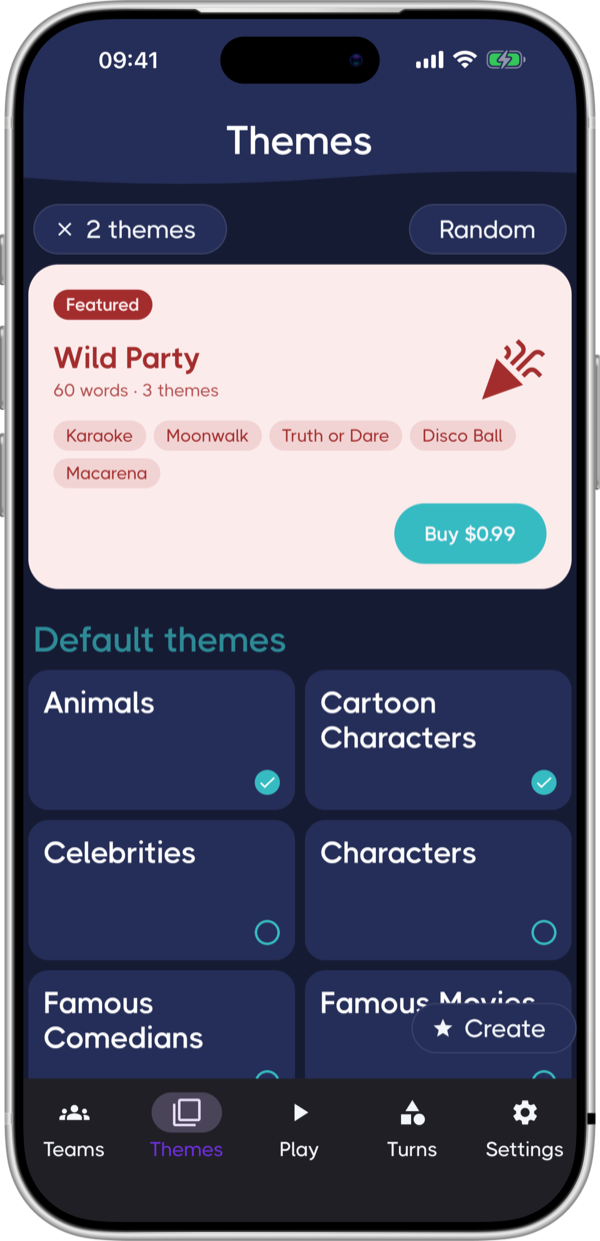 09:41
Themes
× 2 themes
Random
Featured
Wild Party
60 words · 3 themes
Karaoke
Moonwalk
Truth or Dare
Disco Ball
Macarena
Buy $0.99
Default themes
Animals
Cartoon
Characters
Celebrities
Characters
Famous
Comedians
Famous Movies
Create
Teams
Themes
Play
Turns
Settings